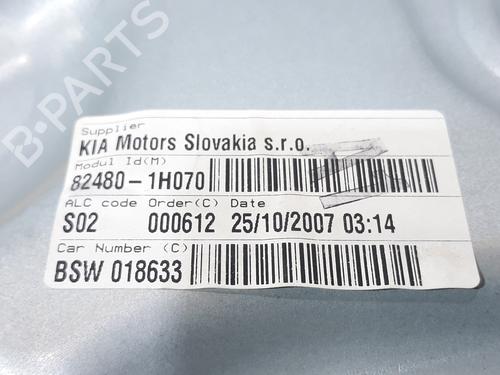 Supplier
KIA Motors Slovakia s.r.o.
Modul Id(M)
82480-1H070
ALC code Order(C) Date
S02 000612 25/10/2007 03:14
Car Number (C)
BSW 018633
B-PARTS